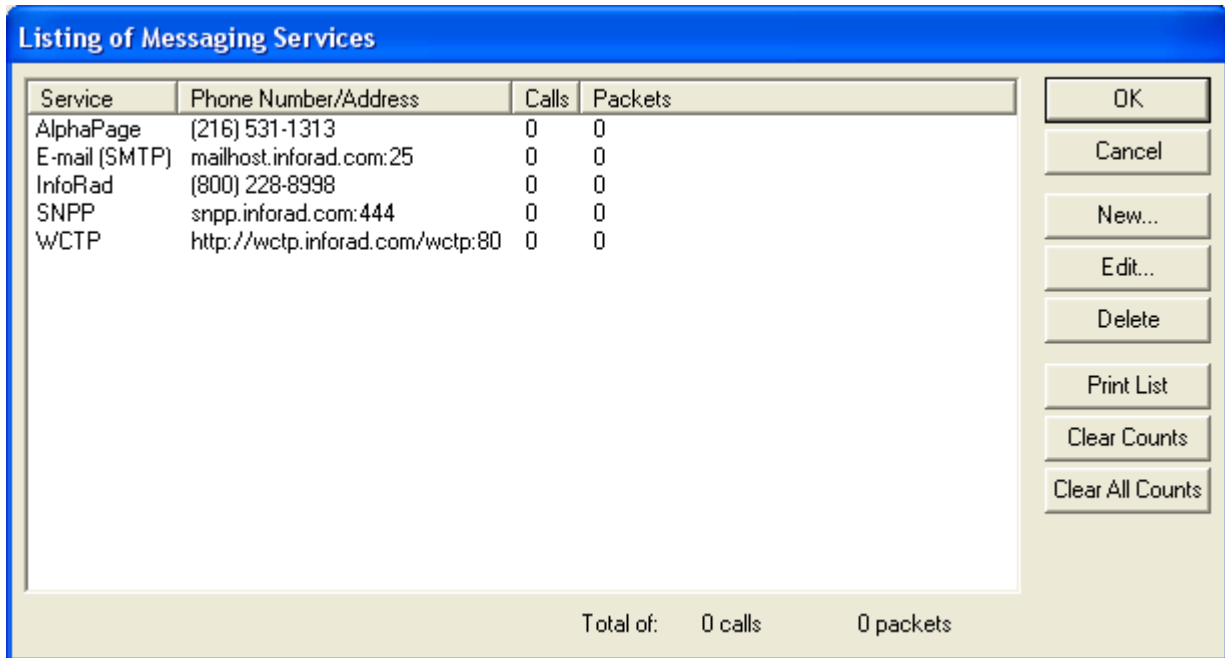 Listing of Messaging Services
Service Phone Number/Address Calls Packets
AlphaPage (216) 531-1313 0 0
E-mail (SMTP) mailhost.inforad.com:25 0 0
InfoRad (800) 228-8998 0 0
SNPP snpp.inforad.com:444 0 0
WCTP http://wctp.inforad.com/wctp:80 0 0
OK
Cancel
New...
Edit...
Delete
Print List
Clear Counts
Clear All Counts
Total of: 0 calls 0 packets